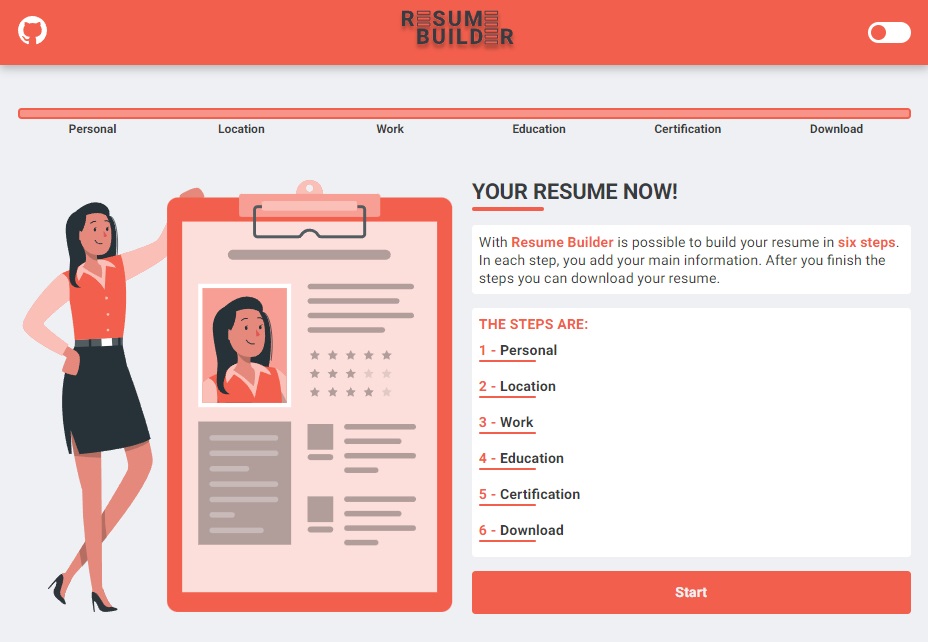 RESUME
BUILDER
Personal Location Work Education Certification Download
YOUR RESUME NOW!
With Resume Builder is possible to build your resume in six steps.
In each step, you add your main information. After you finish the
steps you can download your resume.
THE STEPS ARE:
1 - Personal
2 - Location
3 - Work
4 - Education
5 - Certification
6 - Download
Start